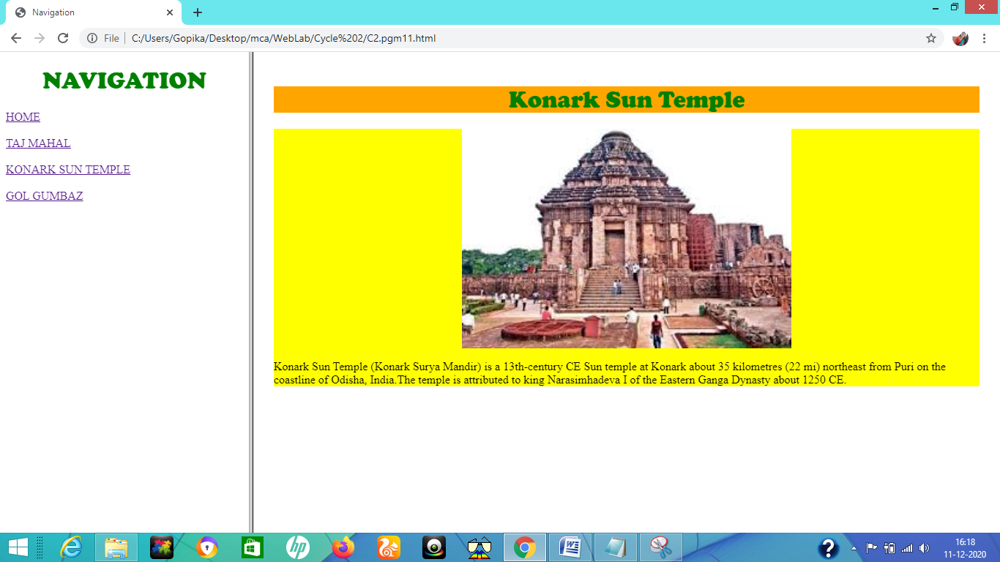 Navigation
File
C:/Users/Gopika/Desktop/mca/WebLab/Cycle%202/C2.pgm11.html
NAVIGATION
HOME
TAJ MAHAL
KONARK SUN TEMPLE
GOL GUMBAZ
Konark Sun Temple
Konark Sun Temple (Konark Surya Mandir) is a 13th-century CE Sun temple at Konark about 35 kilometres (22 mi) northeast from Puri on the
coastline of Odisha, India.The temple is attributed to king Narasimhadeva I of the Eastern Ganga Dynasty about 1250 CE.
hp
W
?
16:18
11-12-2020